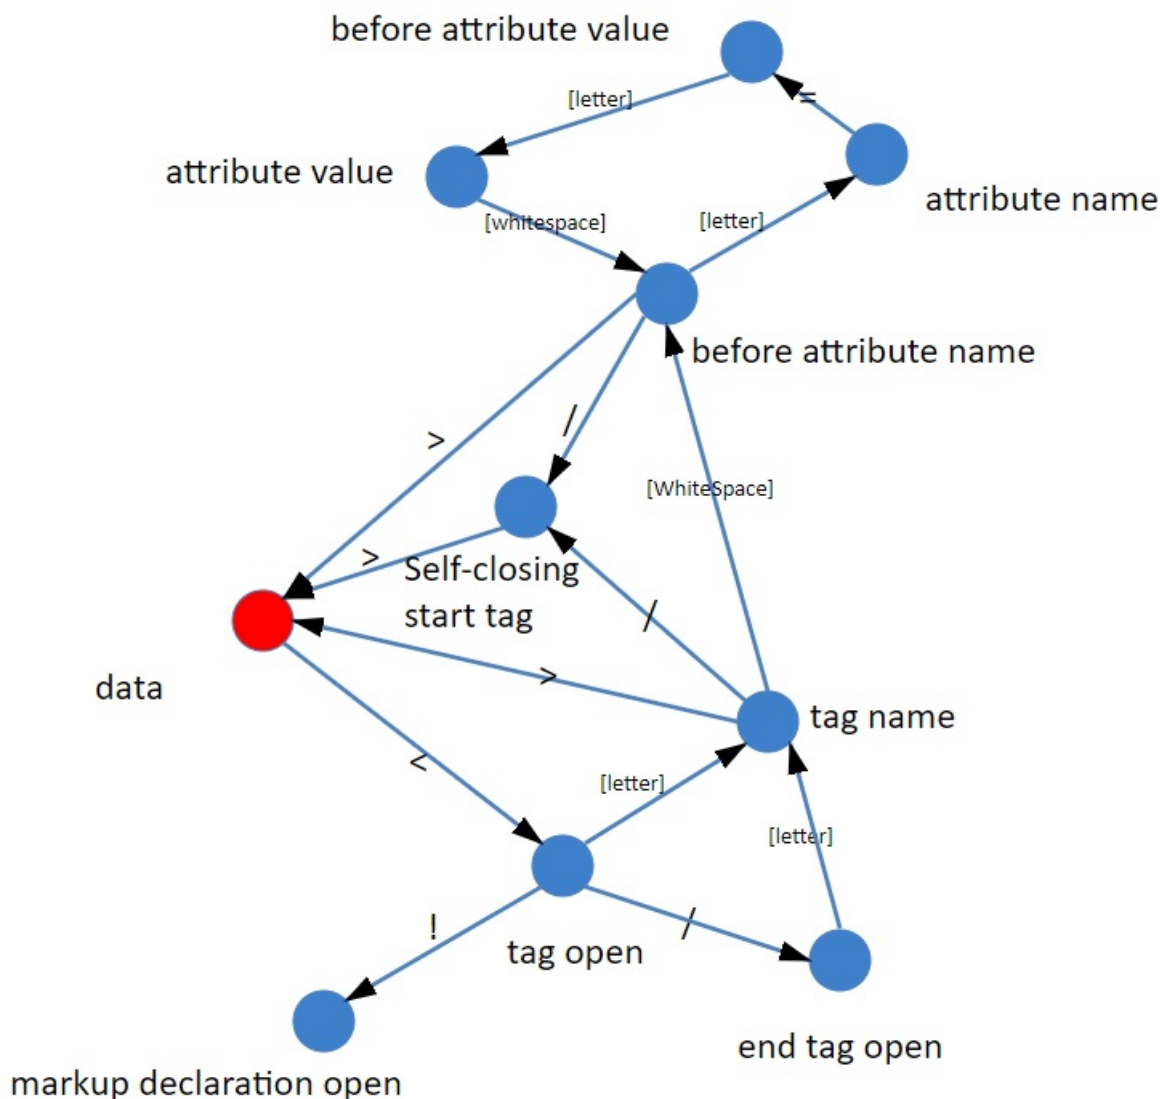 before attribute value
[letter]
=
attribute value
attribute name
[whitespace]
[letter]
before attribute name
>
/
[WhiteSpace]
>
Self-closing
start tag
/
>
data
tag name
<
[letter]
[letter]
!
/
tag open
end tag open
markup declaration open